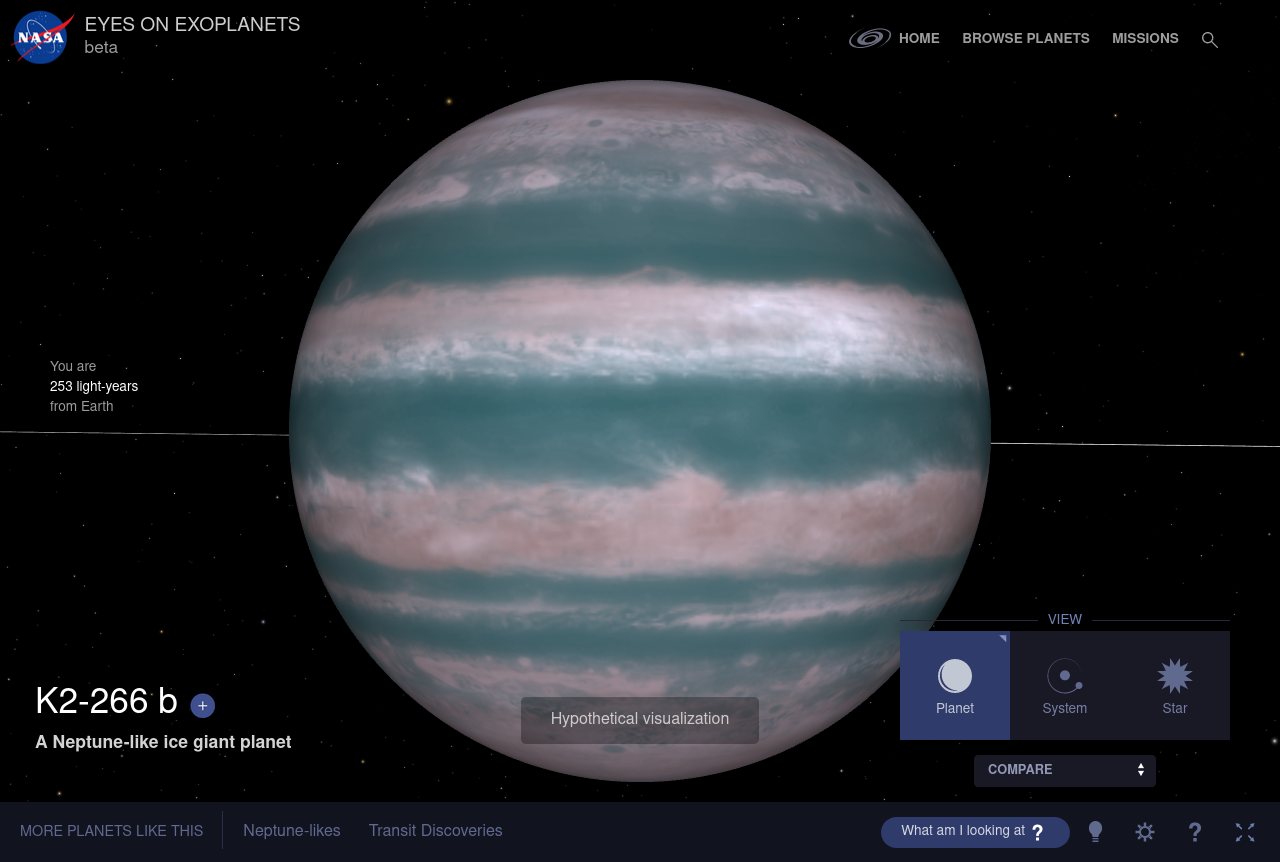 NASA
EYES ON EXOPLANETS
beta
HOME
BROWSE PLANETS
MISSIONS
You are
253 light-years
from Earth
VIEW
Planet
System
Star
K2-266 b +
A Neptune-like ice giant planet
Hypothetical visualization
COMPARE
MORE PLANETS LIKE THIS
Neptune-likes
Transit Discoveries
What am I looking at ?
?